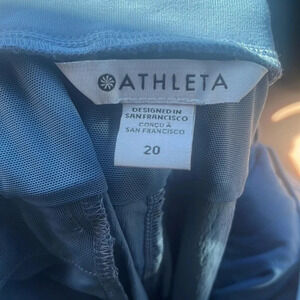 ATHLETA
DESIGNED IN
SAN FRANCISCO
CONÇU À
SAN FRANCISCO
20